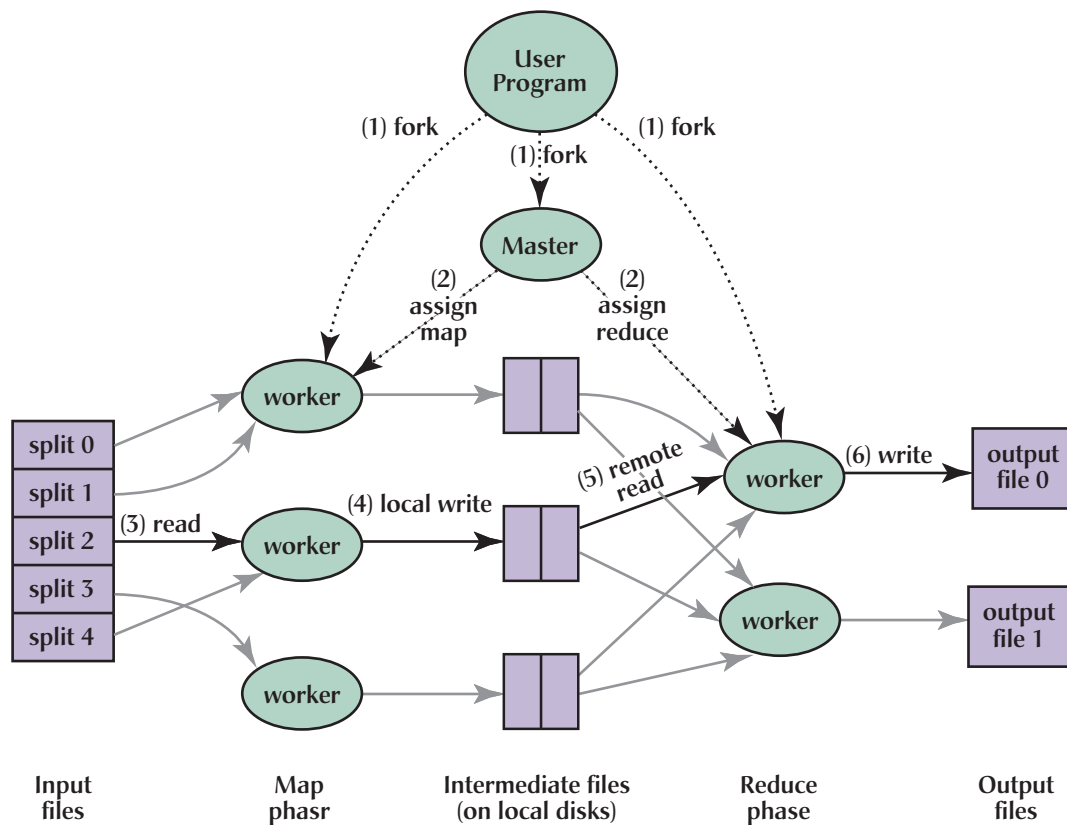 User
Program
(1) fork
(1) fork
(1) fork
Master
(2)
assign
map
(2)
assign
reduce
worker
split 0
split 1
split 2
split 3
split 4
(3) read
worker
(4) local write
(5) remote
read
worker
(6) write
output
file 0
worker
output
file 1
worker
Input
files
Map
phasr
Intermediate files
(on local disks)
Reduce
phase
Output
files